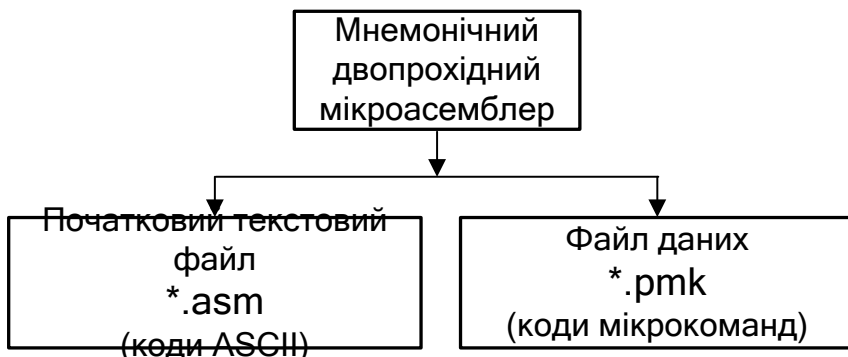 Мнемонічний
двопрохідний
мікроасемблер
Початковий текстовий
файл
*.asm
(коди ASCII)
Файл даних
*.pmk
(коди мікрокоманд)